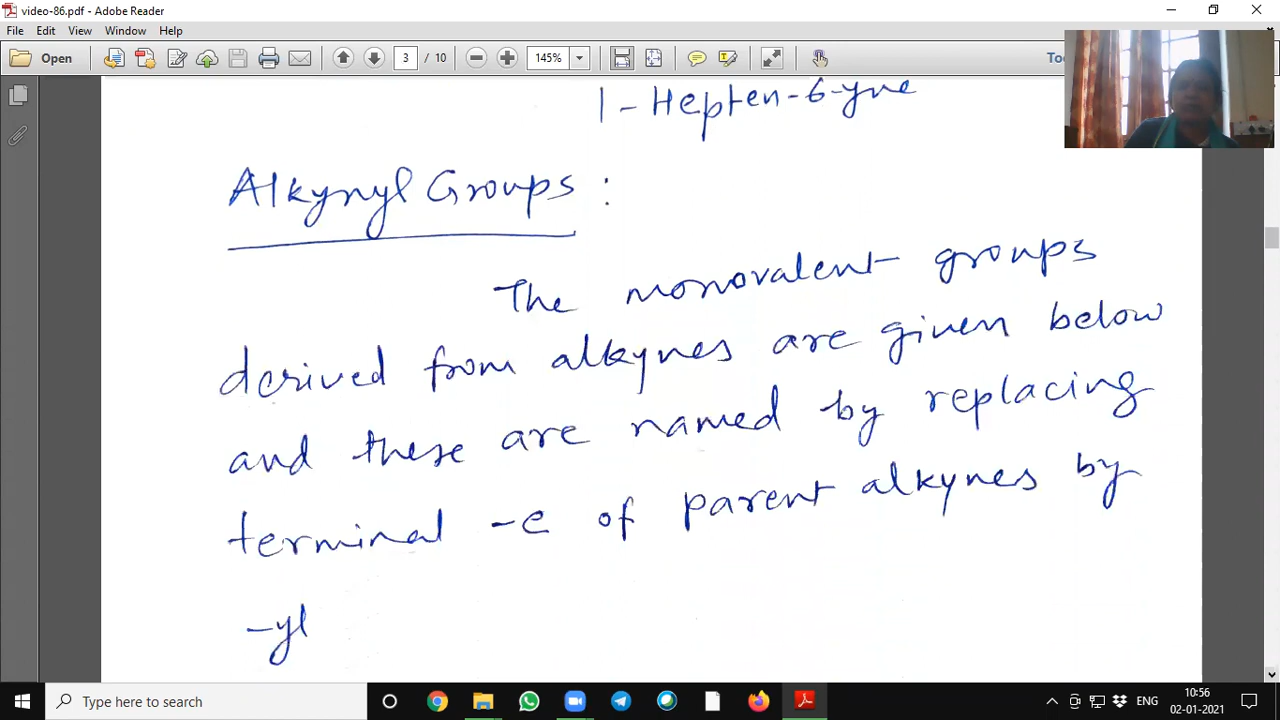 video-86.pdf - Adobe Reader
File Edit View Window Help
Open 3 / 10 145%
1-Hepten-6-yne
Alkynyl Groups :
The monovalent groups
derived from alkynes are given below
and these are named by replacing
terminal -e of parent alkynes by
-yl
Type here to search
ENG
10:56
02-01-2021